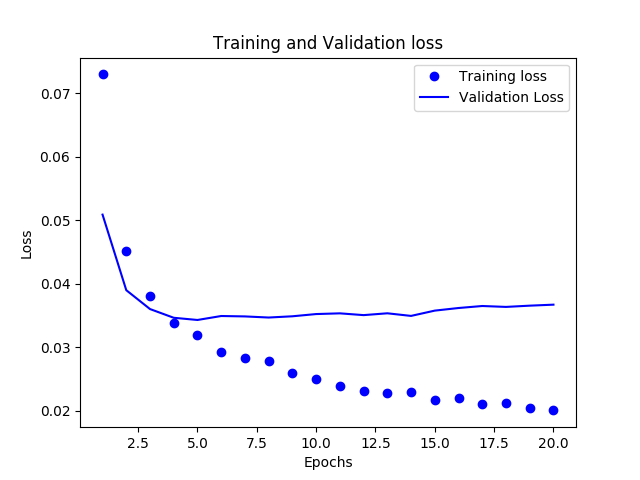 Training and Validation loss
Training loss
Validation Loss
0.07
0.06
0.05
0.04
0.03
0.02
Loss
2.5 5.0 7.5 10.0 12.5 15.0 17.5 20.0
Epochs